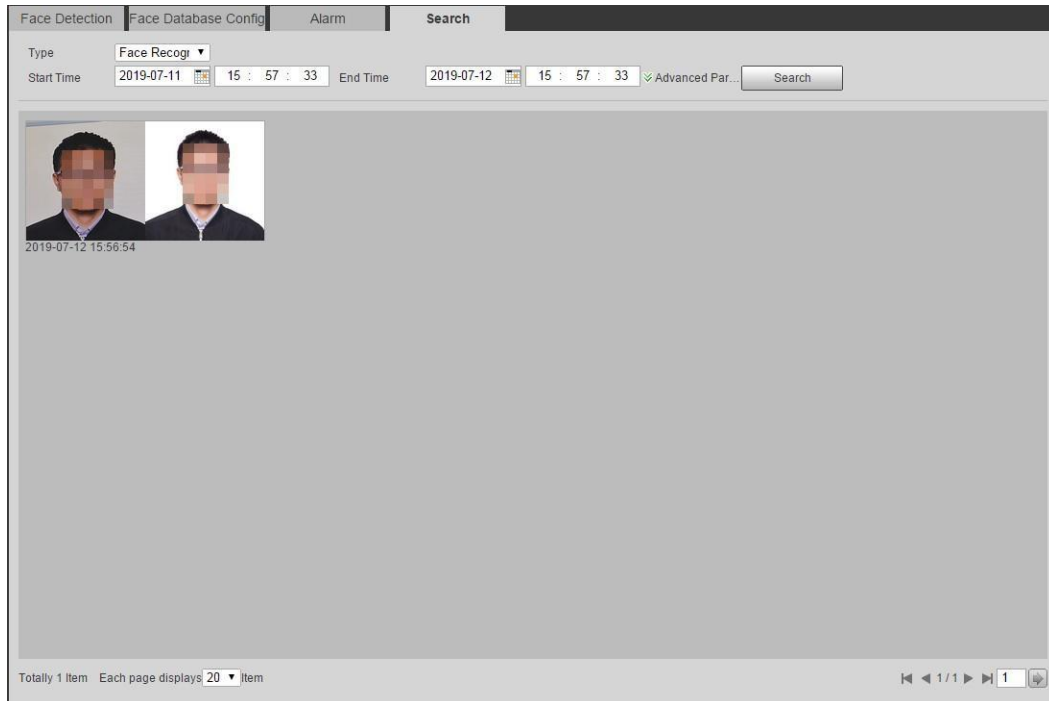 Face Detection Face Database Config Alarm Search
Type Face Recogr
Start Time 2019-07-11 15 : 57 : 33 End Time 2019-07-12 15 : 57 : 33 Advanced Par... Search
2019-07-12 15:56:54
Totally 1 Item Each page displays 20 Item 1 / 1 1